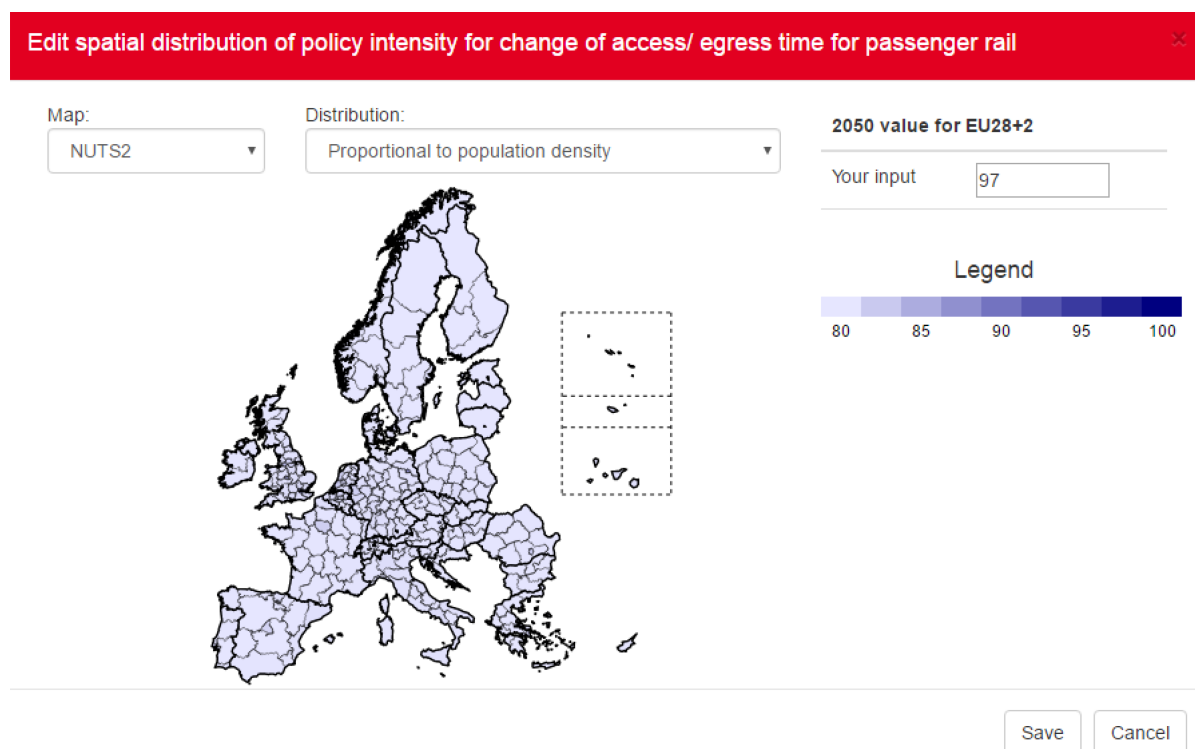 Edit spatial distribution of policy intensity for change of access/ egress time for passenger rail
×
Map:
Distribution:
NUTS2
Proportional to population density
2050 value for EU28+2
Your input
97
Legend
80 85 90 95 100
Save
Cancel